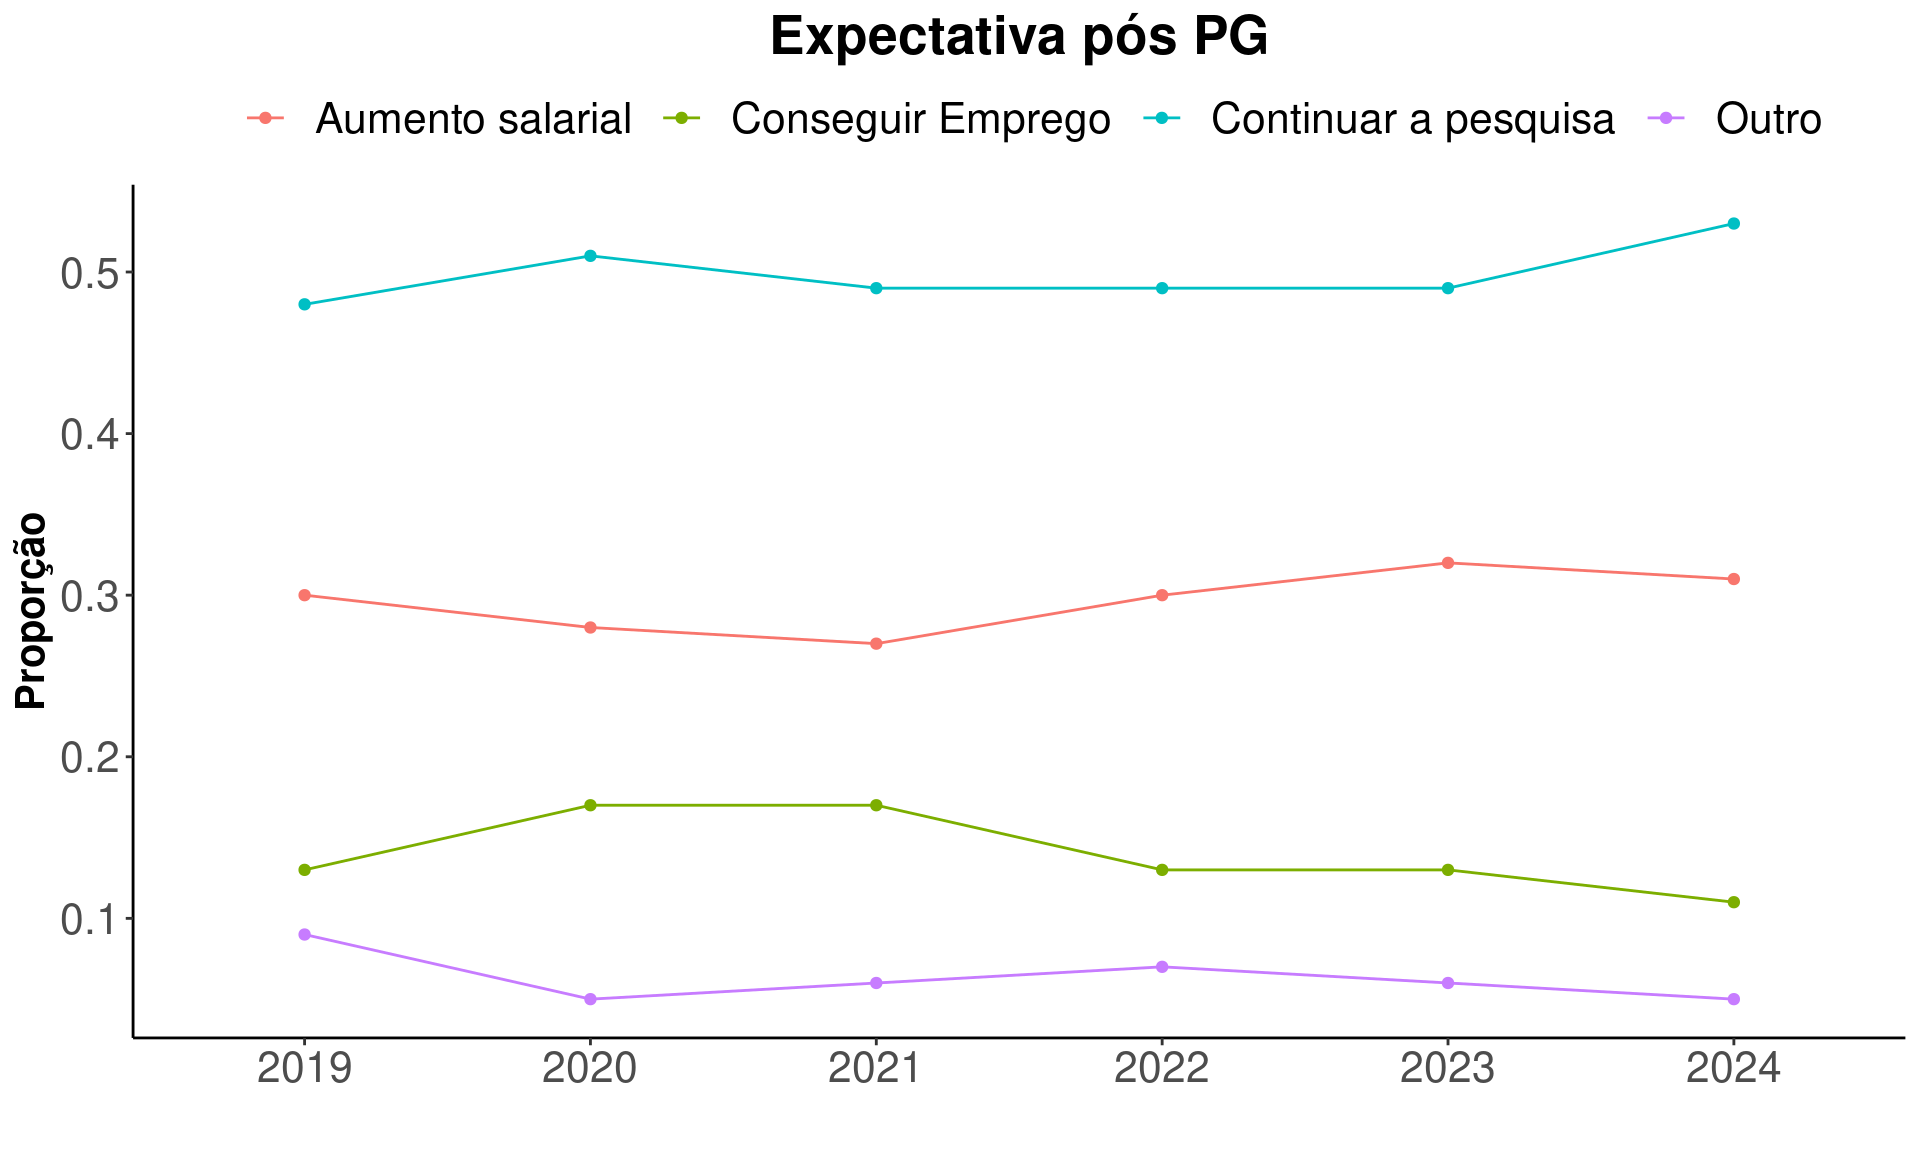 Expectativa pós PG
Aumento salarial Conseguir Emprego Continuar a pesquisa Outro
Proporção
0.5
0.4
0.3
0.2
0.1
2019 2020 2021 2022 2023 2024